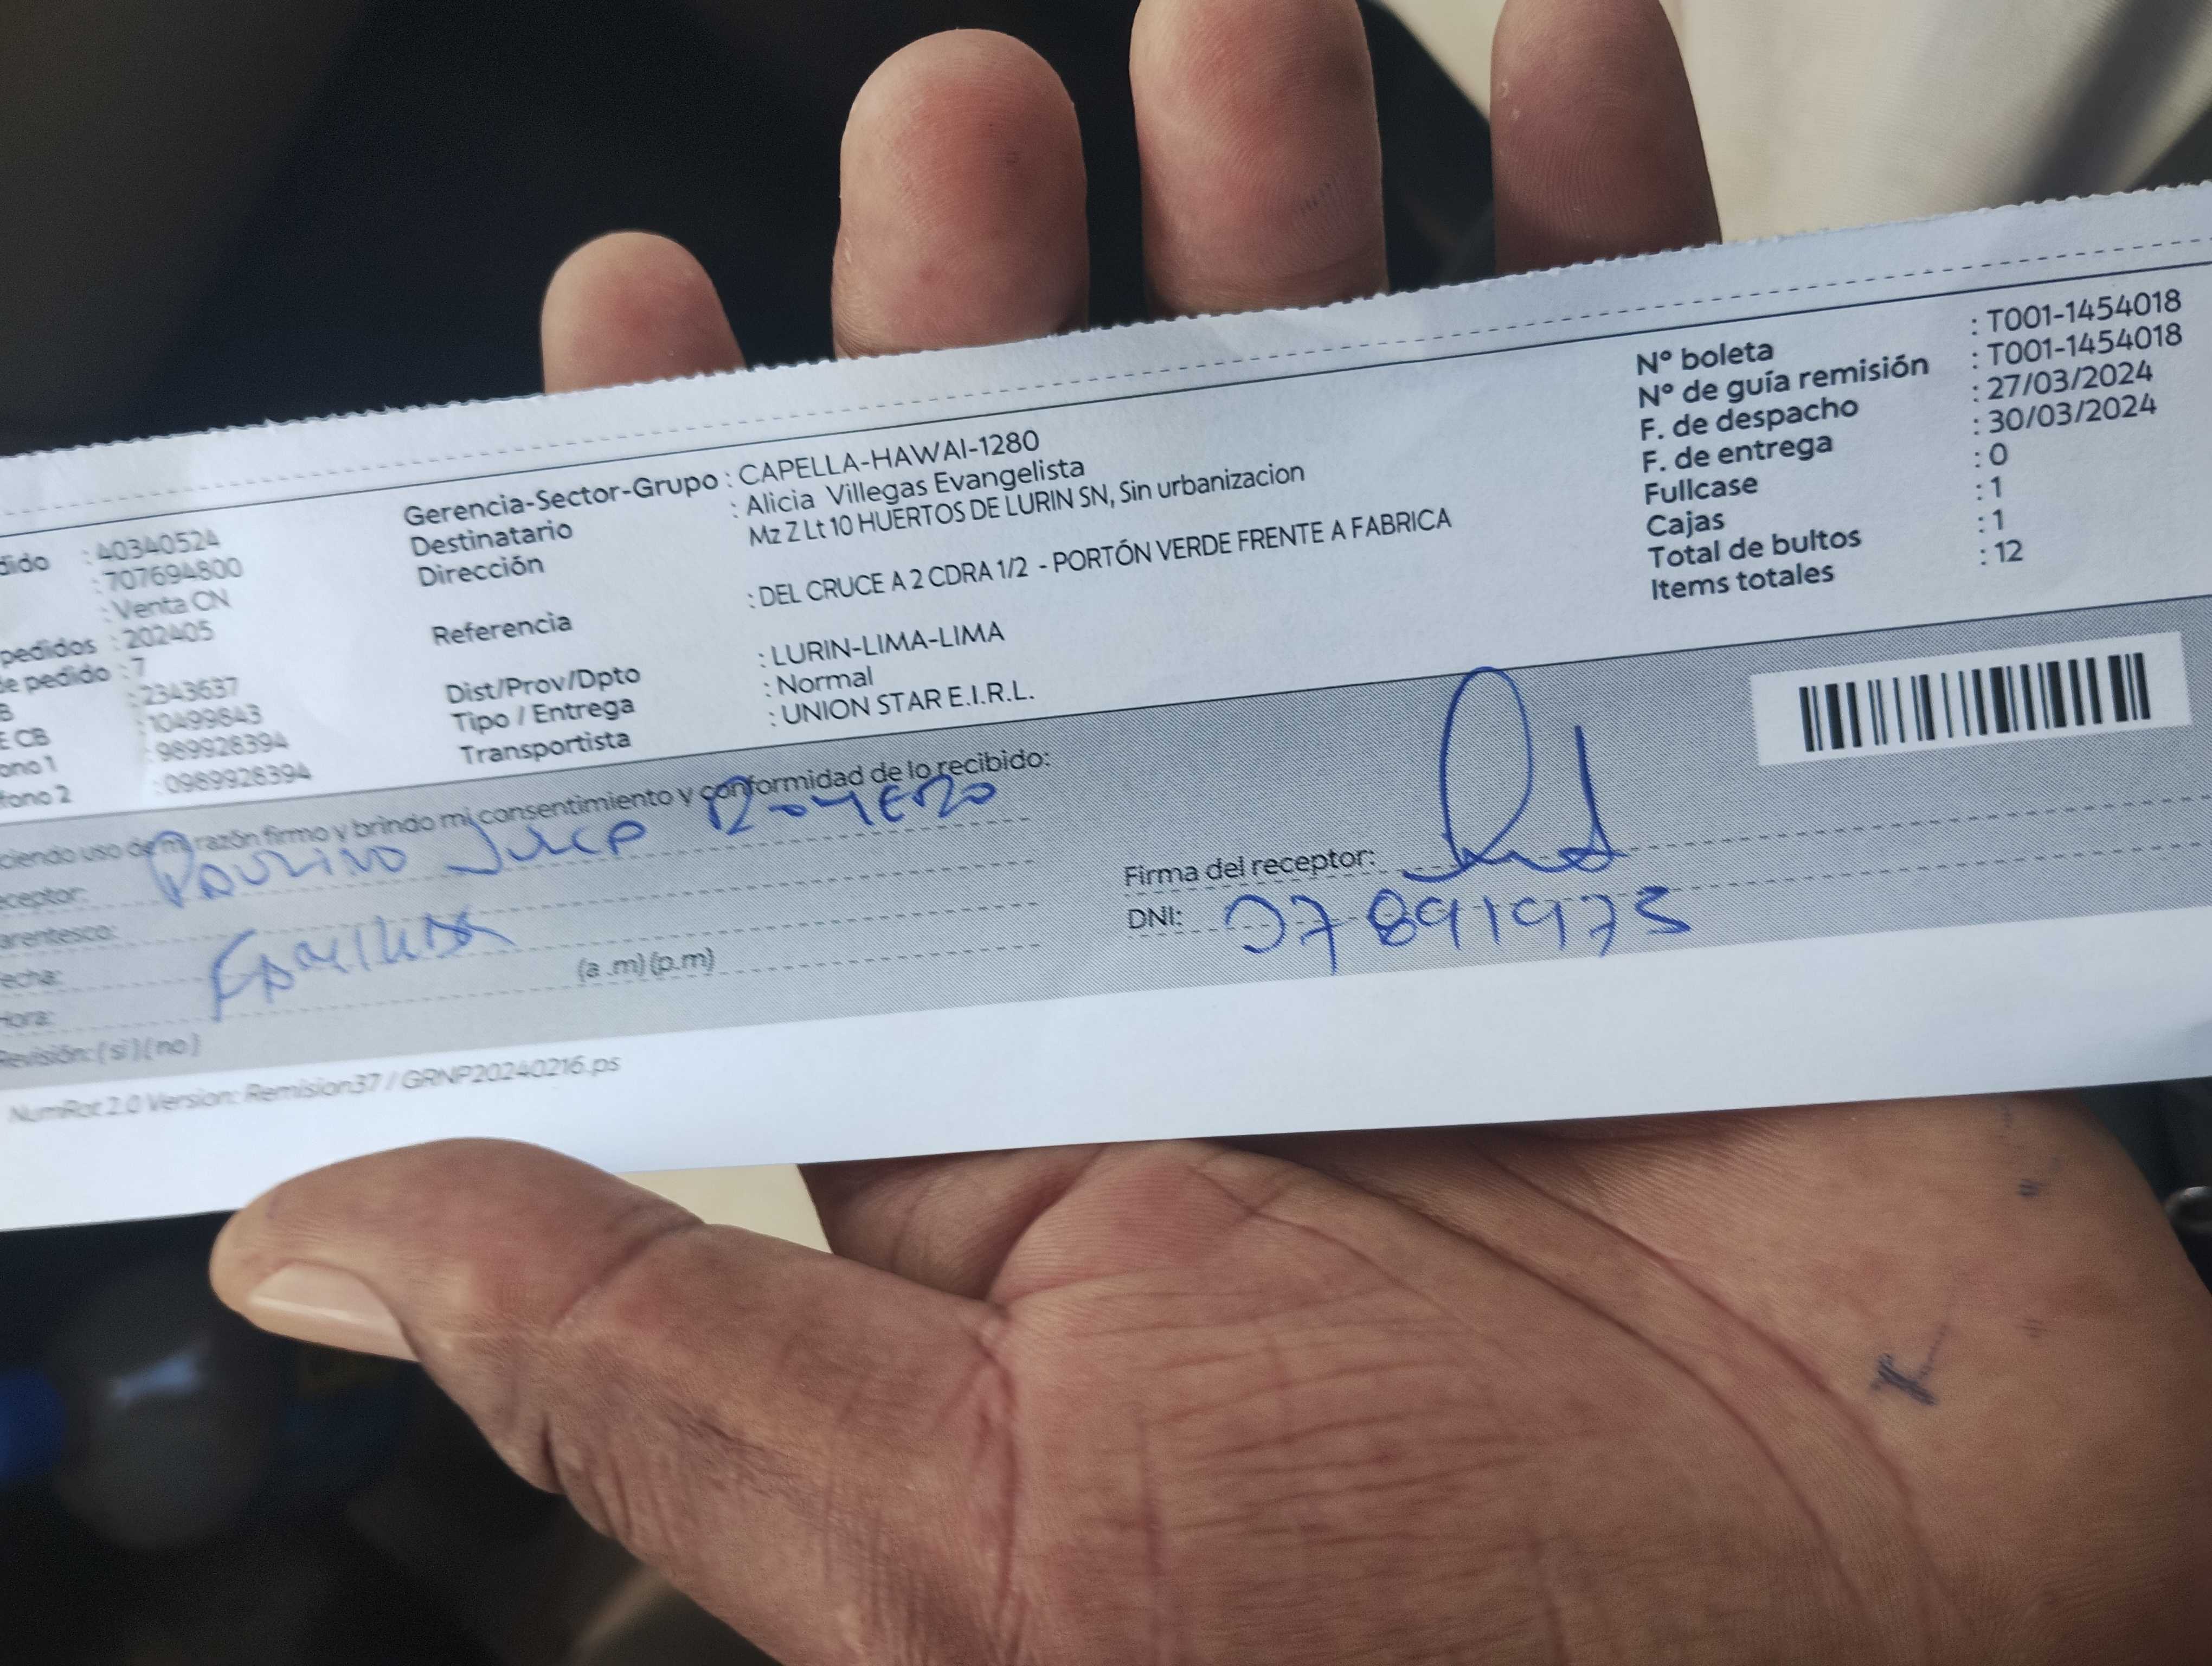 Nº boleta : T001-1454018
Nº de guía remisión : T001-1454018
F. de despacho : 27/03/2024
F. de entrega : 30/03/2024
Fullcase : 0
Cajas : 1
Total de bultos : 1
Items totales : 12
Gerencia-Sector-Grupo : CAPELLA-HAWAI-1280
Destinatario : Alicia Villegas Evangelista
Dirección Mz Z Lt 10 HUERTOS DE LURIN SN, Sin urbanizacion
Referencia : DEL CRUCE A 2 CDRA 1/2 - PORTÓN VERDE FRENTE A FABRICA
Dist/Prov/Dpto : LURIN-LIMA-LIMA
Tipo / Entrega : Normal
Transportista : UNION STAR E.I.R.L.
dido : 40340524
: 707694800
: Venta CN
pedidos : 202405
de pedido : 7
B : 2343637
E CB : 10499843
ono 1 : 989928394
fono 2 : 0989928394
ciendo uso de mi razón firmo y brindo mi consentimiento y conformidad de lo recibido:
eceptor: Paulino Romero
arentesco:
echa:
Hora: (a .m) (p.m)
Revisión: ( si ) ( no )
Firma del receptor:
DNI: 07891973
NumRot 2.0 Version: Remision37 / GRNP20240216.ps